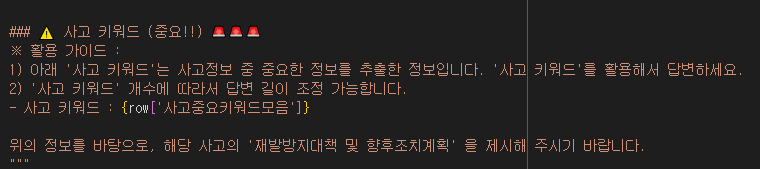 ### ⚠️ 사고 키워드 (중요!!) 🚨🚨🚨
※ 활용 가이드 :
1) 아래 '사고 키워드'는 사고정보 중 중요한 정보를 추출한 정보입니다. '사고 키워드'를 활용해서 답변하세요.
2) '사고 키워드' 개수에 따라서 답변 길이 조정 가능합니다.
- 사고 키워드 : {row['사고중요키워드모음']}
위의 정보를 바탕으로, 해당 사고의 '재발방지대책 및 향후조치계획' 을 제시해 주시기 바랍니다.
"""